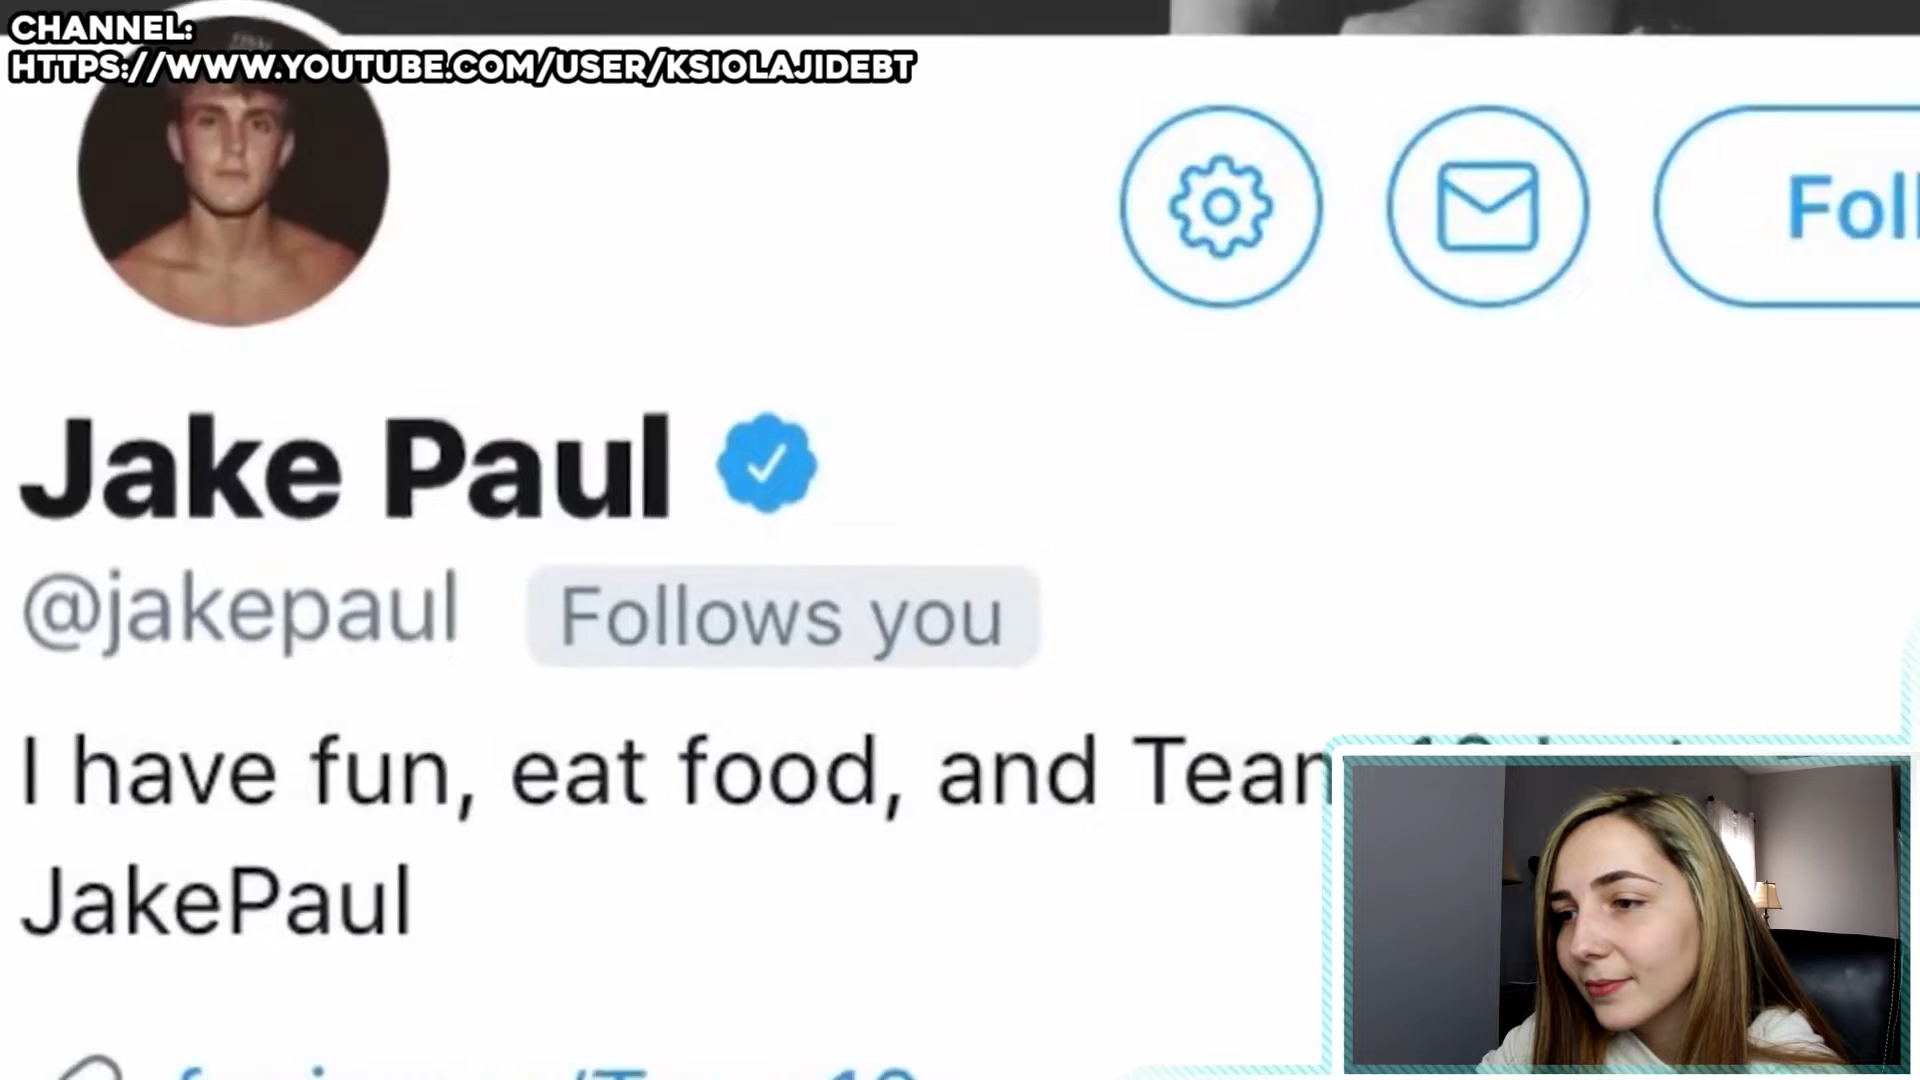 CHANNEL:
HTTPS://WWW.YOUTUBE.COM/USER/KSIOLAJIDEBT
Foll
Jake Paul
@jakepaul Follows you
I have fun, eat food, and Team
JakePaul